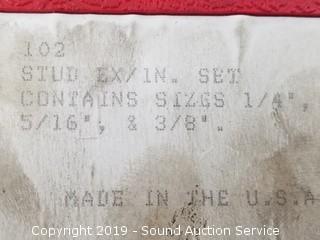 102
STUD EX/IN. SET
CONTAINS SIZES 1/4",
5/16", & 3/8".
MADE IN THE U.S.A
Copyright 2019 - Sound Auction Service